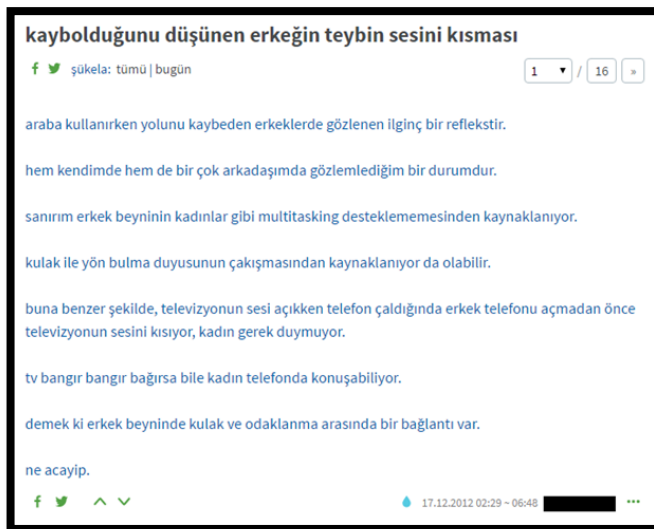 kaybolduğunu düşünen erkeğin teybin sesini kısması
şükela: tümü | bugün
1 / 16 »
araba kullanırken yolunu kaybeden erkeklerde gözlenen ilginç bir reflekstir.
hem kendimde hem de bir çok arkadaşımda gözlemlediğim bir durumdur.
sanırım erkek beyninin kadınlar gibi multitasking desteklememesinden kaynaklanıyor.
kulak ile yön bulma duyusunun çakışmasından kaynaklanıyor da olabilir.
buna benzer şekilde, televizyonun sesi açıkken telefon çaldığında erkek telefonu açmadan önce
televizyonun sesini kısıyor, kadın gerek duymuyor.
tv bangır bangır bağırsa bile kadın telefonda konuşabiliyor.
demek ki erkek beyninde kulak ve odaklanma arasında bir bağlantı var.
ne acayip.
17.12.2012 02:29 ~ 06:48